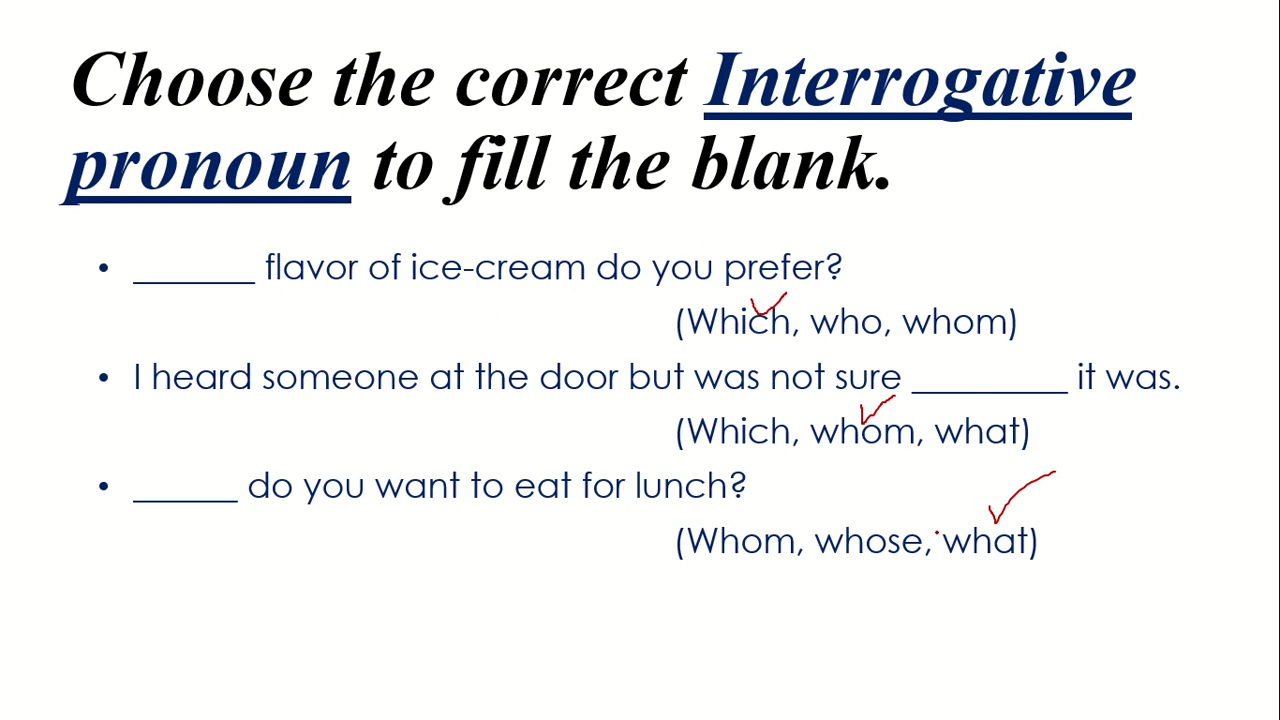 Choose the correct Interrogative
pronoun to fill the blank.
• _______ flavor of ice-cream do you prefer?
(Which, who, whom)
• I heard someone at the door but was not sure _________ it was.
(Which, whom, what)
• ______ do you want to eat for lunch?
(Whom, whose, what)